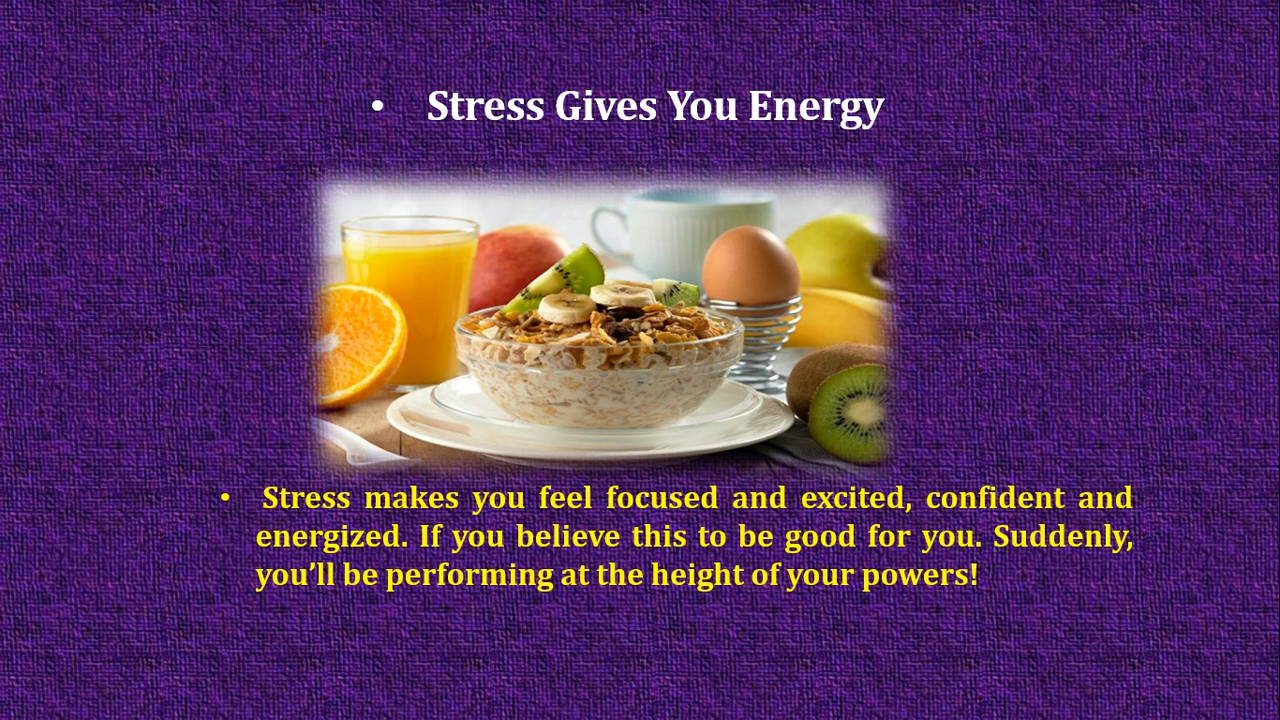 • Stress Gives You Energy
• Stress makes you feel focused and excited, confident and
energized. If you believe this to be good for you. Suddenly,
you’ll be performing at the height of your powers!